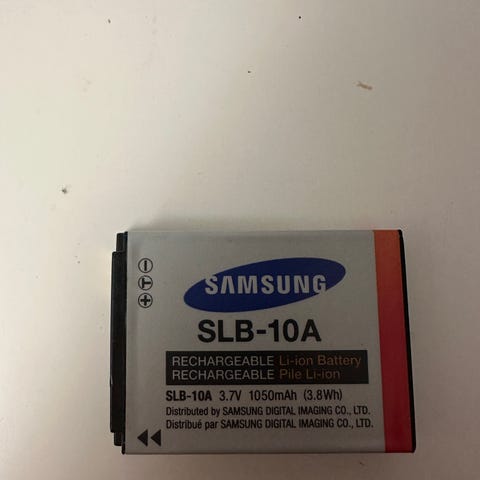 SAMSUNG
SLB-10A
RECHARGEABLE Li-ion Battery
RECHARGEABLE Pile Li-ion
SLB-10A 3.7V 1050mAh (3.8Wh)
Distributed by SAMSUNG DIGITAL IMAGING CO., LTD.
Distribué par SAMSUNG DIGITAL IMAGING CO., LTD.